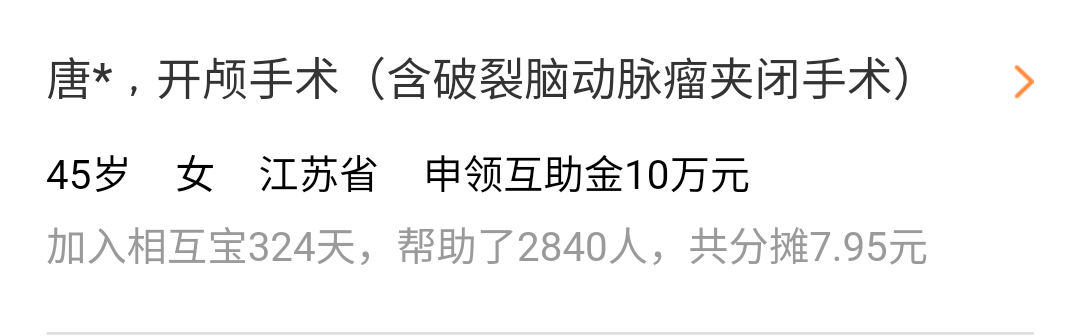 唐*，开颅手术（含破裂脑动脉瘤夹闭手术）
45岁 女 江苏省 申领互助金10万元
加入相互宝324天，帮助了2840人，共分摊7.95元